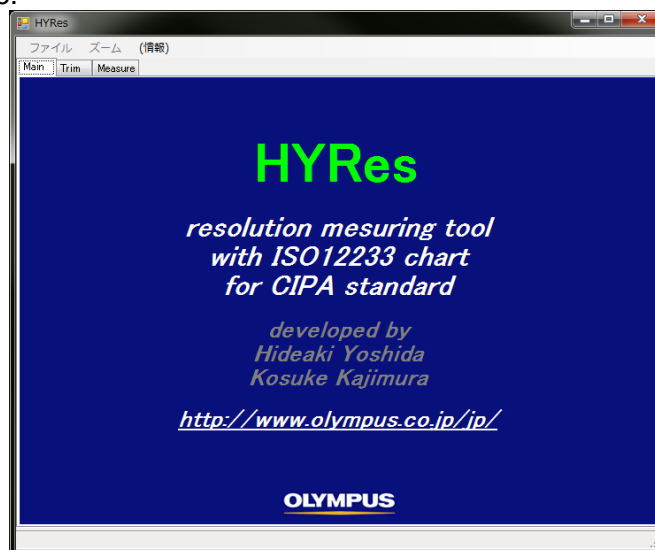 HYRes
ファイル ズーム (情報)
Main Trim Measure
HYRes
resolution mesuring tool
with ISO12233 chart
for CIPA standard
developed by
Hideaki Yoshida
Kosuke Kajimura
http://www.olympus.co.jp/jp/
OLYMPUS